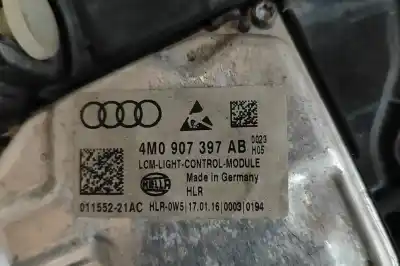 4M0 907 397 AB
0023
H05
LCM-LIGHT-CONTROL-MODULE
HELLA
Made in Germany
HLR
011552-21AC
HLR-0W5|17.01.16|0003|0194